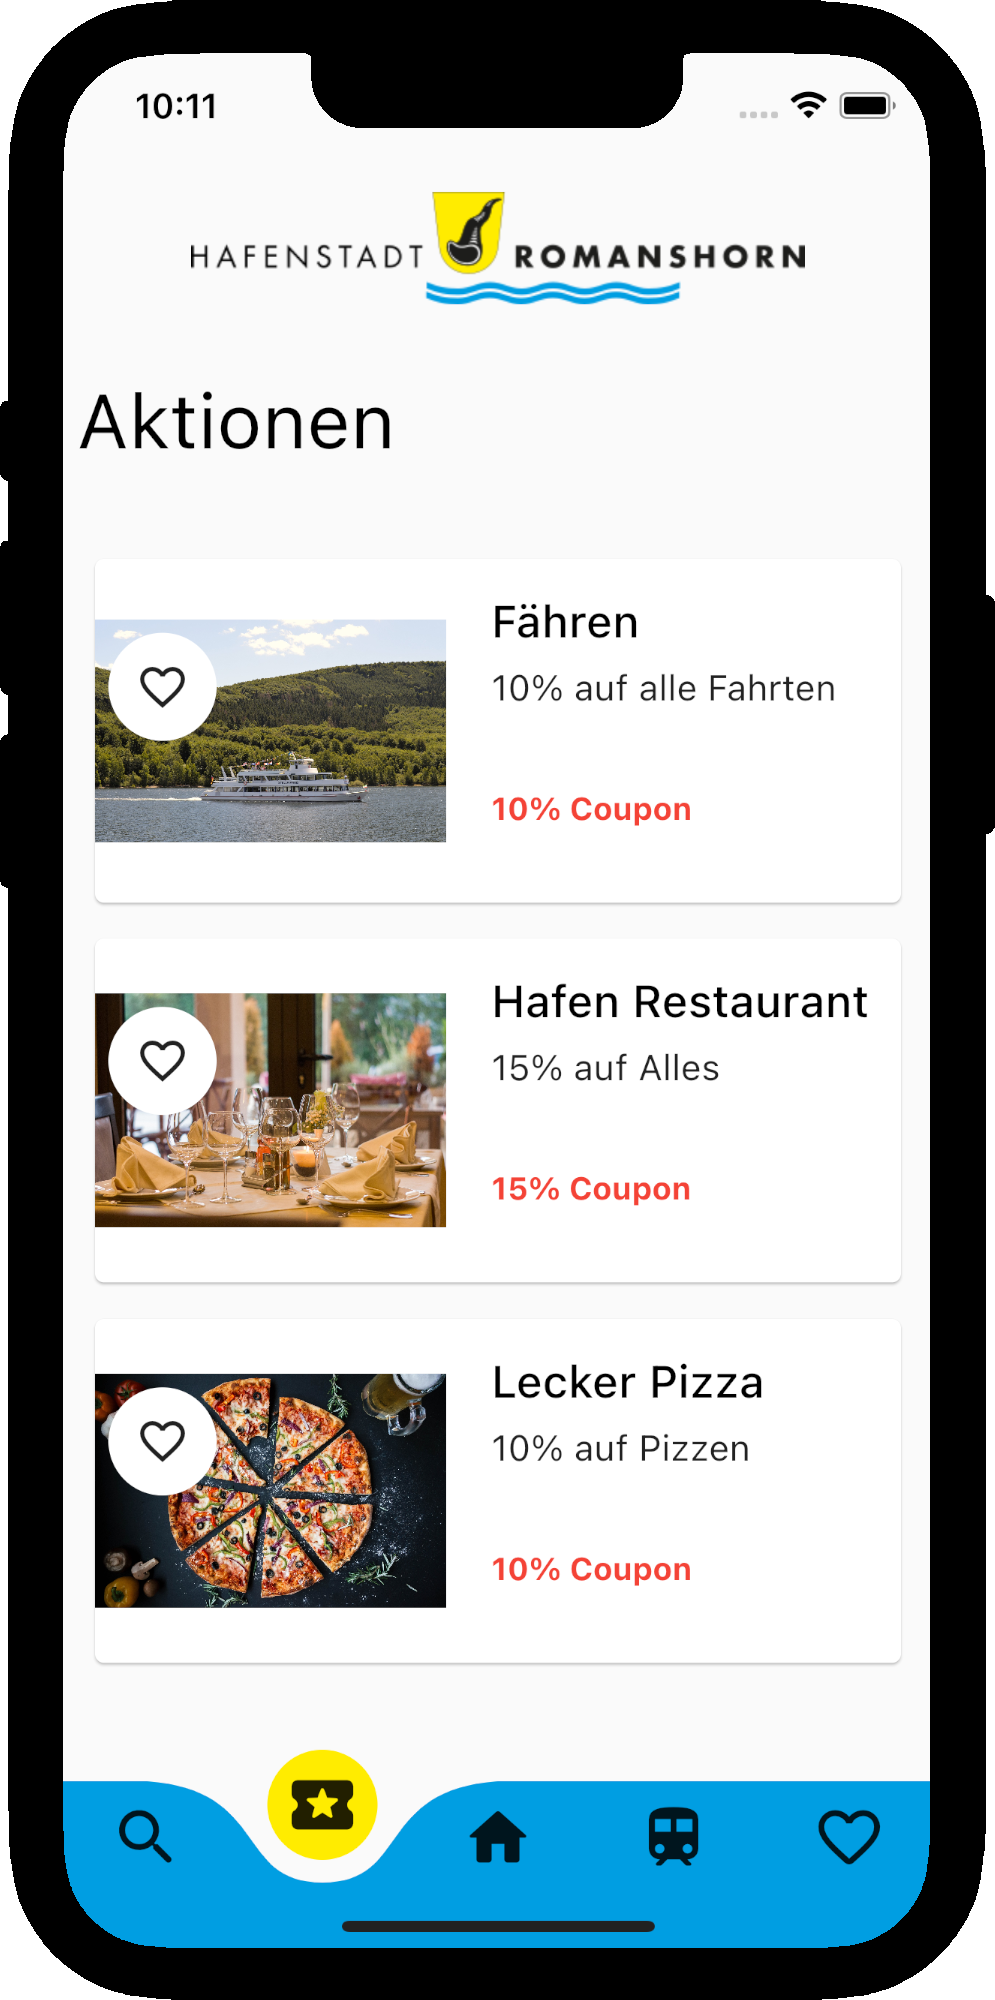 10:11
HAFENSTADT ROMANSHORN
Aktionen
Fähren
10% auf alle Fahrten
10% Coupon
Hafen Restaurant
15% auf Alles
15% Coupon
Lecker Pizza
10% auf Pizzen
10% Coupon